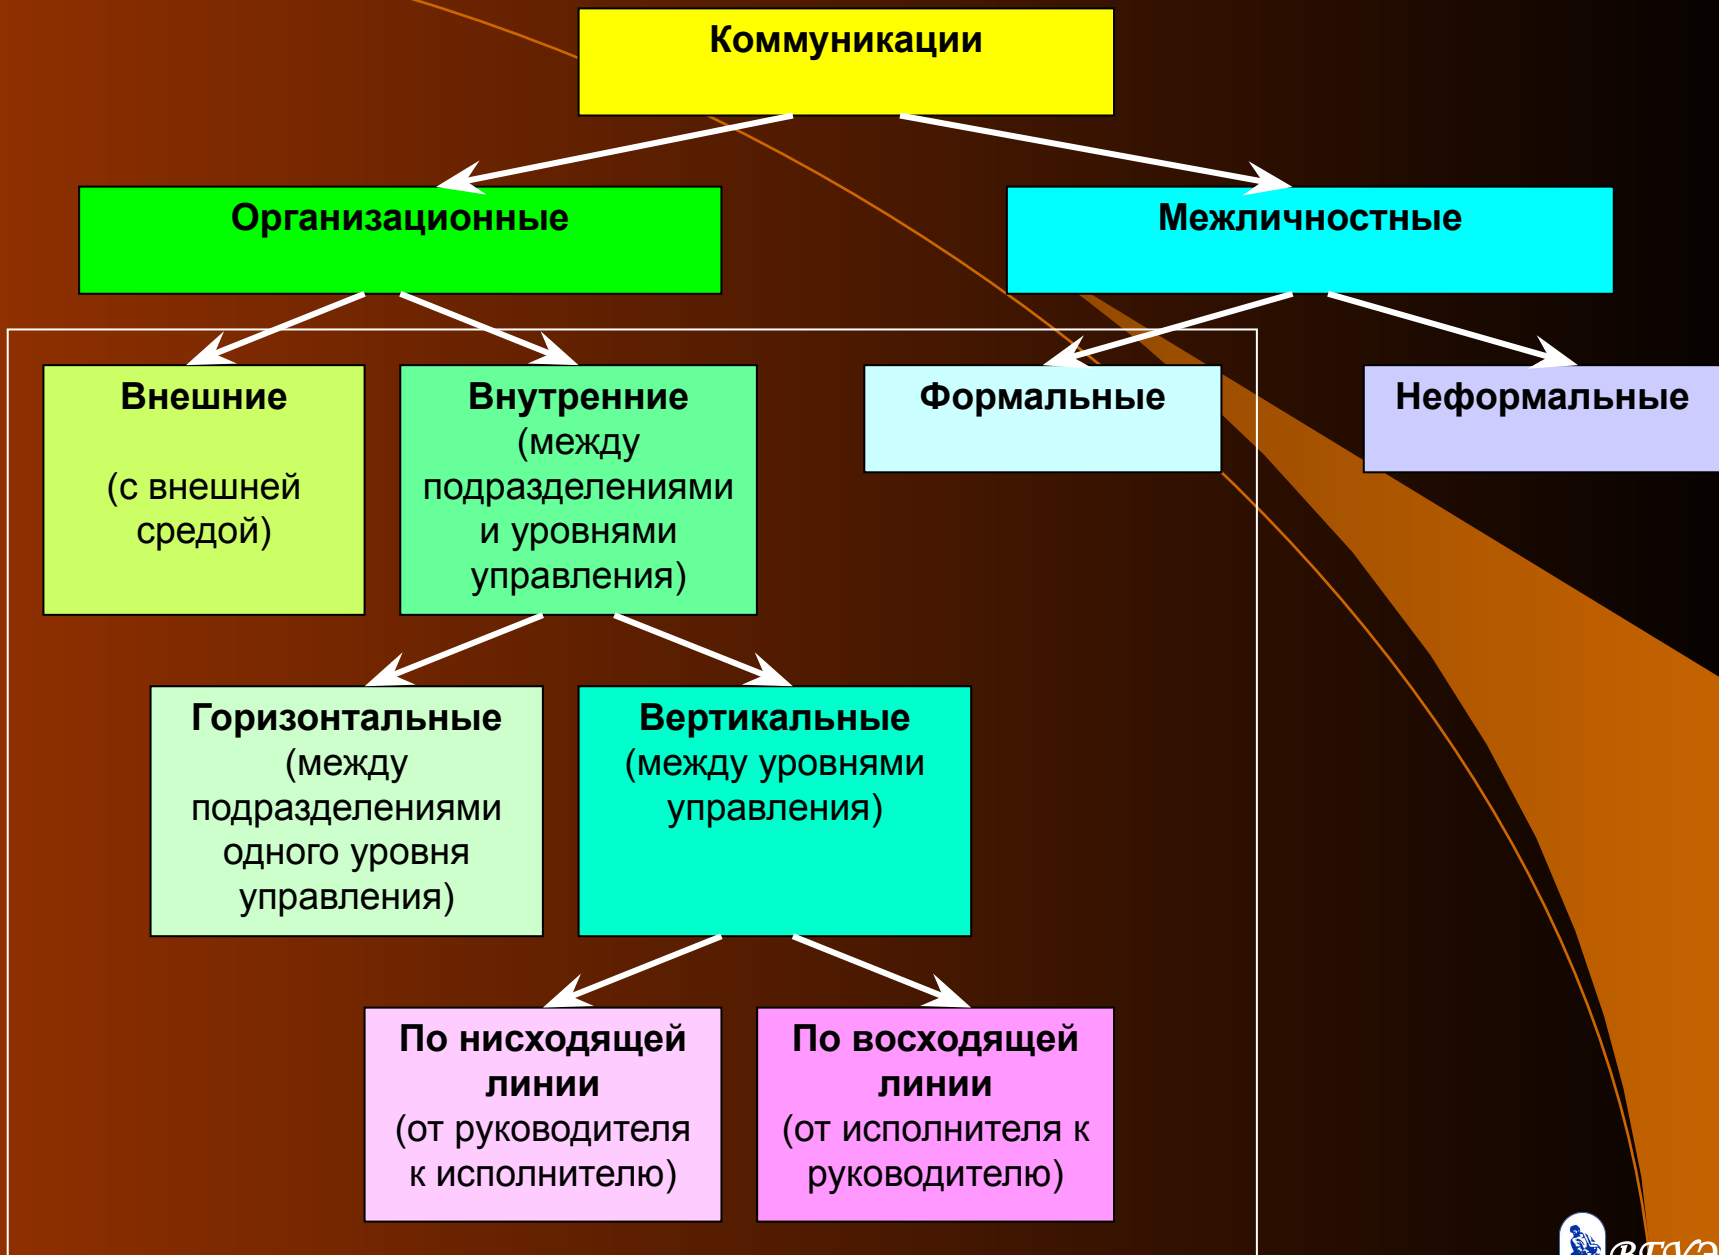 Коммуникации
Организационные
Межличностные
Внешние
(с внешней
средой)
Внутренние
(между
подразделениями
и уровнями
управления)
Формальные
Неформальные
Горизонтальные
(между
подразделениями
одного уровня
управления)
Вертикальные
(между уровнями
управления)
По нисходящей
линии
(от руководителя
к исполнителю)
По восходящей
линии
(от исполнителя к
руководителю)